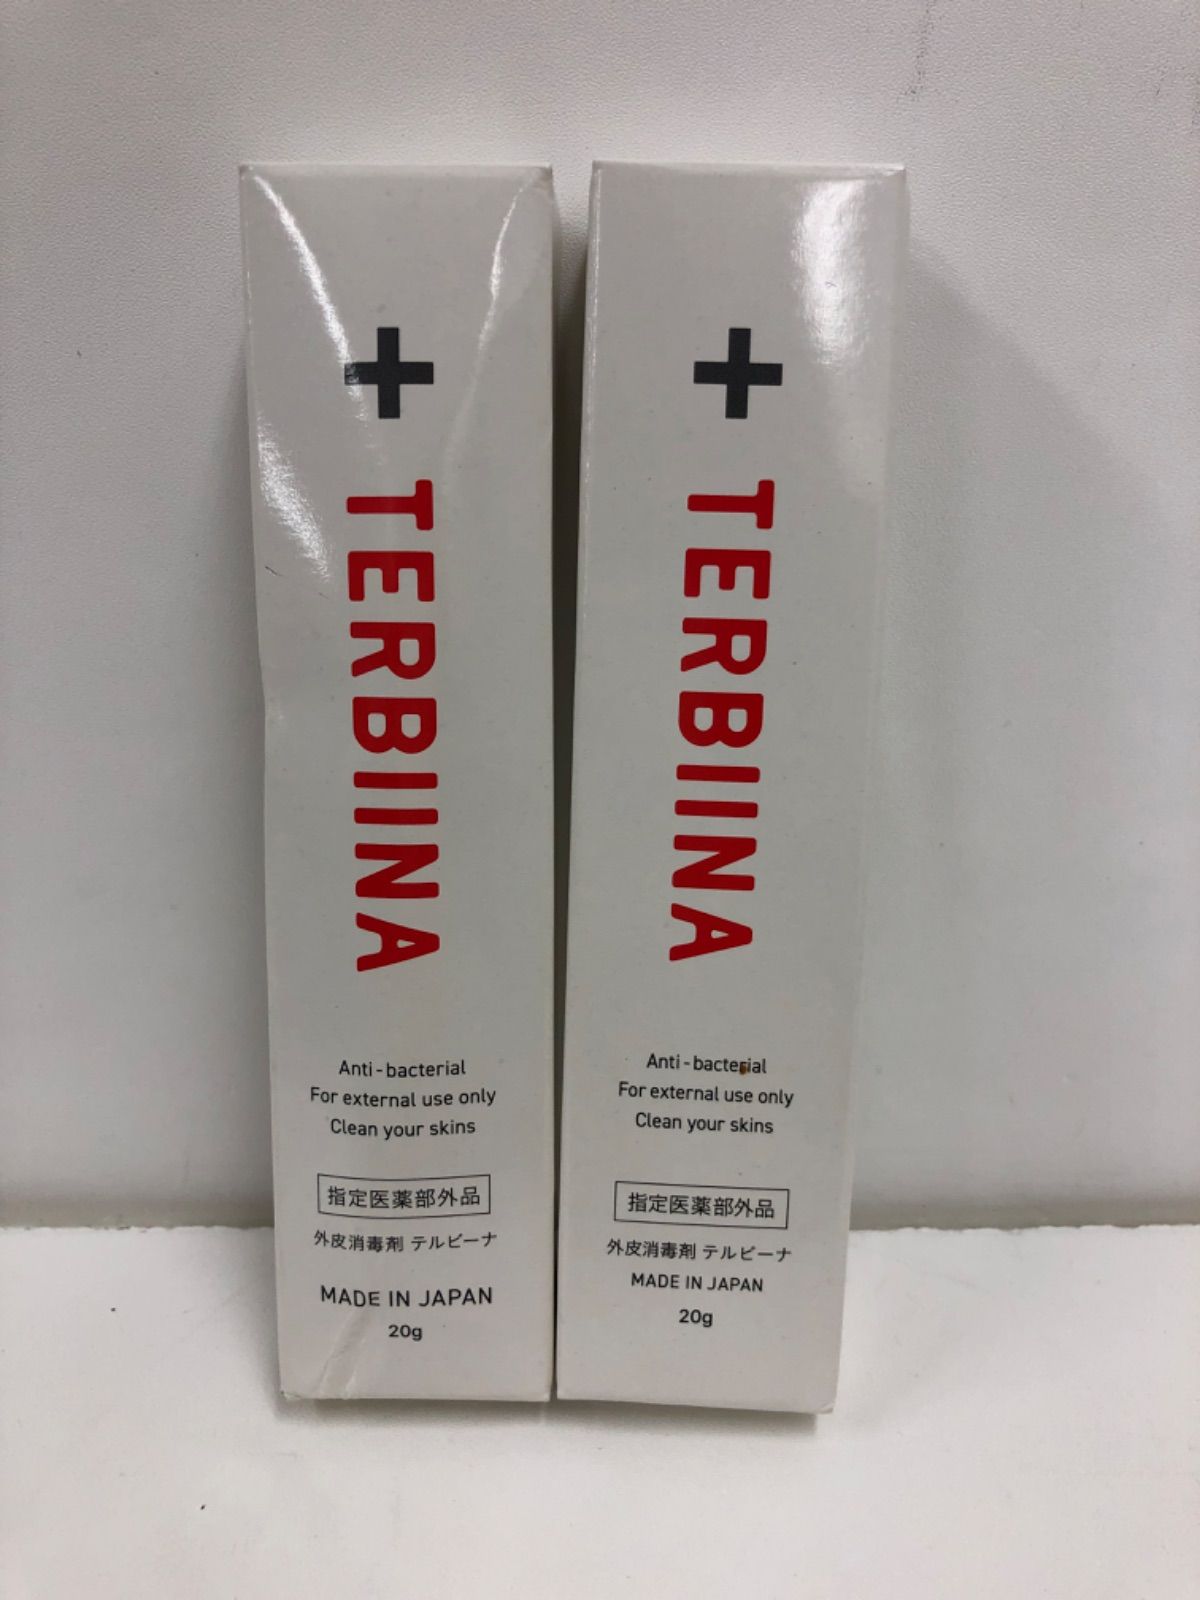 TERBIINA
Anti-bacterial
For external use only
Clean your skins
指定医薬部外品
外皮消毒剤 テルビーナ
MADE IN JAPAN
20g
TERBIINA
Anti-bacterial
For external use only
Clean your skins
指定医薬部外品
外皮消毒剤 テルビーナ
MADE IN JAPAN
20g